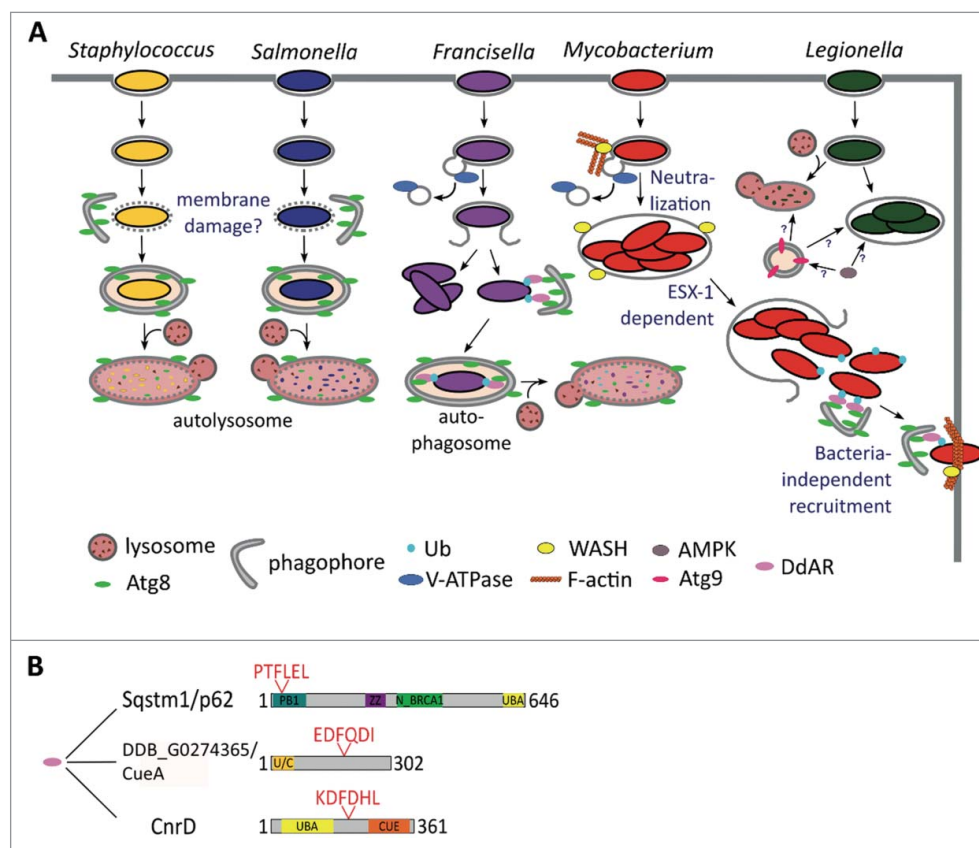 A
Staphylococcus Salmonella Francisella Mycobacterium Legionella
membrane
damage?
Neutra-
lization
?
?
?
?
ESX-1
dependent
autolysosome
auto-
phagosome
Bacteria-
independent
recruitment
lysosome
Atg8
phagophore
Ub
V-ATPase
WASH
F-actin
AMPK
Atg9
DdAR
B
PTFLEL
Sqstm1/p62 1 PB1 ZZ N_BRCA1 UBA 646
EDFQDI
DDB_G0274365/
CueA
1 U/C 302
KDFDHL
CnrD 1 UBA CUE 361